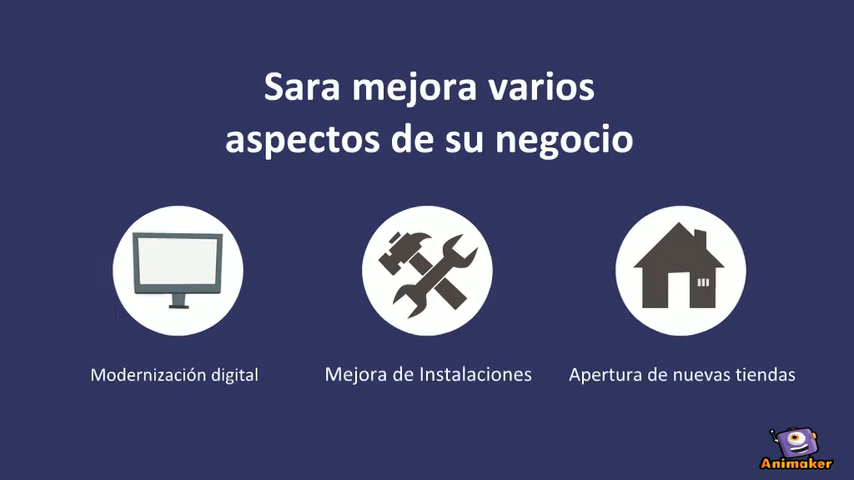 Sara mejora varios
aspectos de su negocio
Modernización digital
Mejora de Instalaciones
Apertura de nuevas tiendas
Animaker